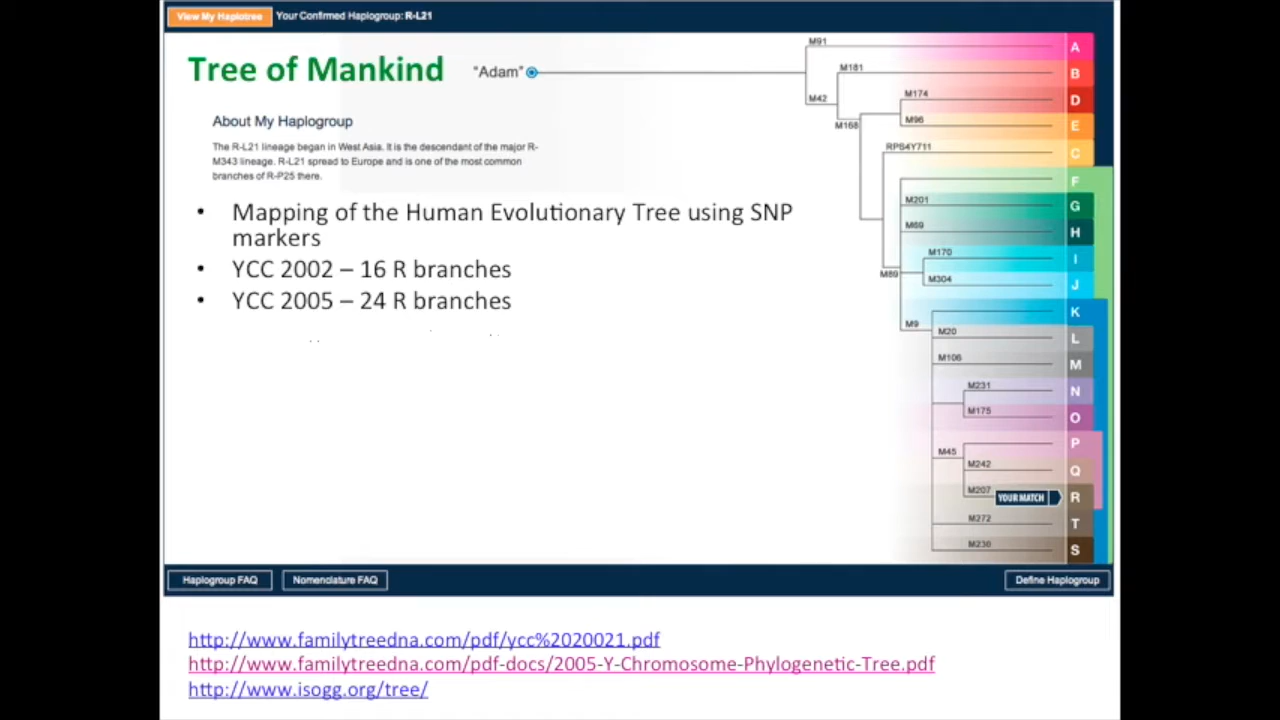 View My Haplotree Your Confirmed Haplogroup: R-L21
Tree of Mankind
"Adam"
About My Haplogroup
The R-L21 lineage began in West Asia. It is the descendant of the major R-
M343 lineage. R-L21 spread to Europe and is one of the most common
branches of R-P25 there.
• Mapping of the Human Evolutionary Tree using SNP
markers
• YCC 2002 – 16 R branches
• YCC 2005 – 24 R branches
M91
A
M181
B
M42
M174
D
M168
M96
E
RPS4Y711
C
F
M201
G
M69
H
M170
I
M89
M304
J
K
M9
M20
L
M106
M
M231
N
M175
O
P
M45
M242
Q
M207
YOUR MATCH
R
M272
T
M230
S
Haplogroup FAQ
Nomenclature FAQ
Define Haplogroup
http://www.familytreedna.com/pdf/ycc%2020021.pdf
http://www.familytreedna.com/pdf-docs/2005-Y-Chromosome-Phylogenetic-Tree.pdf
http://www.isogg.org/tree/